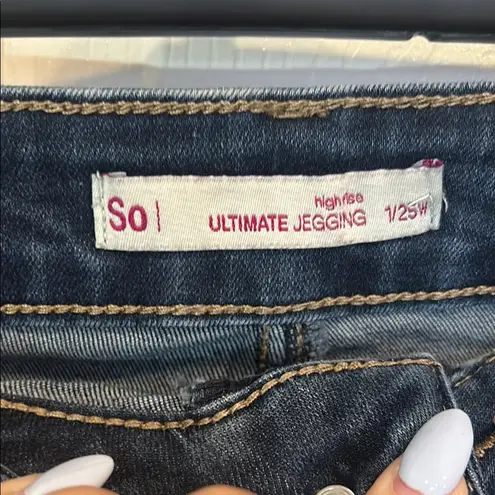 So |
high rise
ULTIMATE JEGGING 1/25W